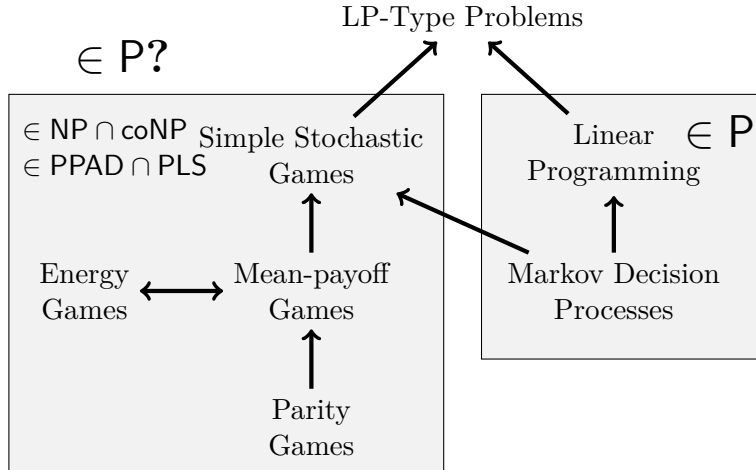 LP-Type Problems
∈ P?
∈ NP ∩ coNP
∈ PPAD ∩ PLS
Simple Stochastic
Games
Linear
Programming
∈ P
Energy
Games
Mean-payoff
Games
Markov Decision
Processes
Parity
Games